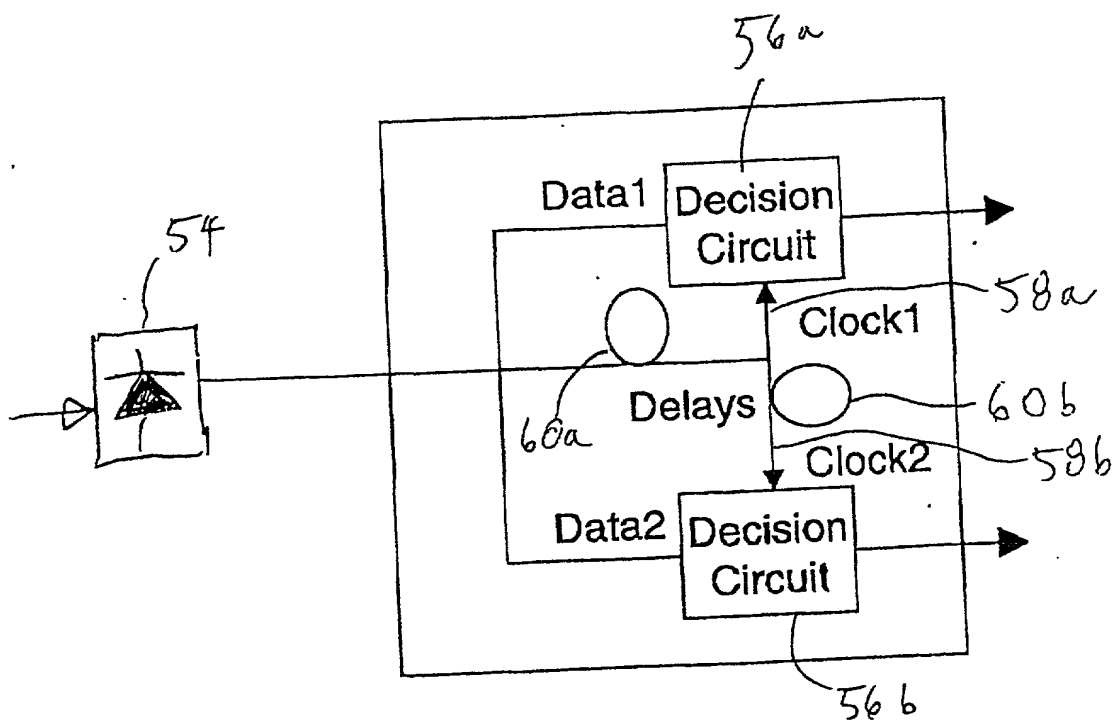 56a
54
Data1
Decision
Circuit
58a
Clock1
Delays
60a
60b
Clock2
58b
Data2
Decision
Circuit
56b